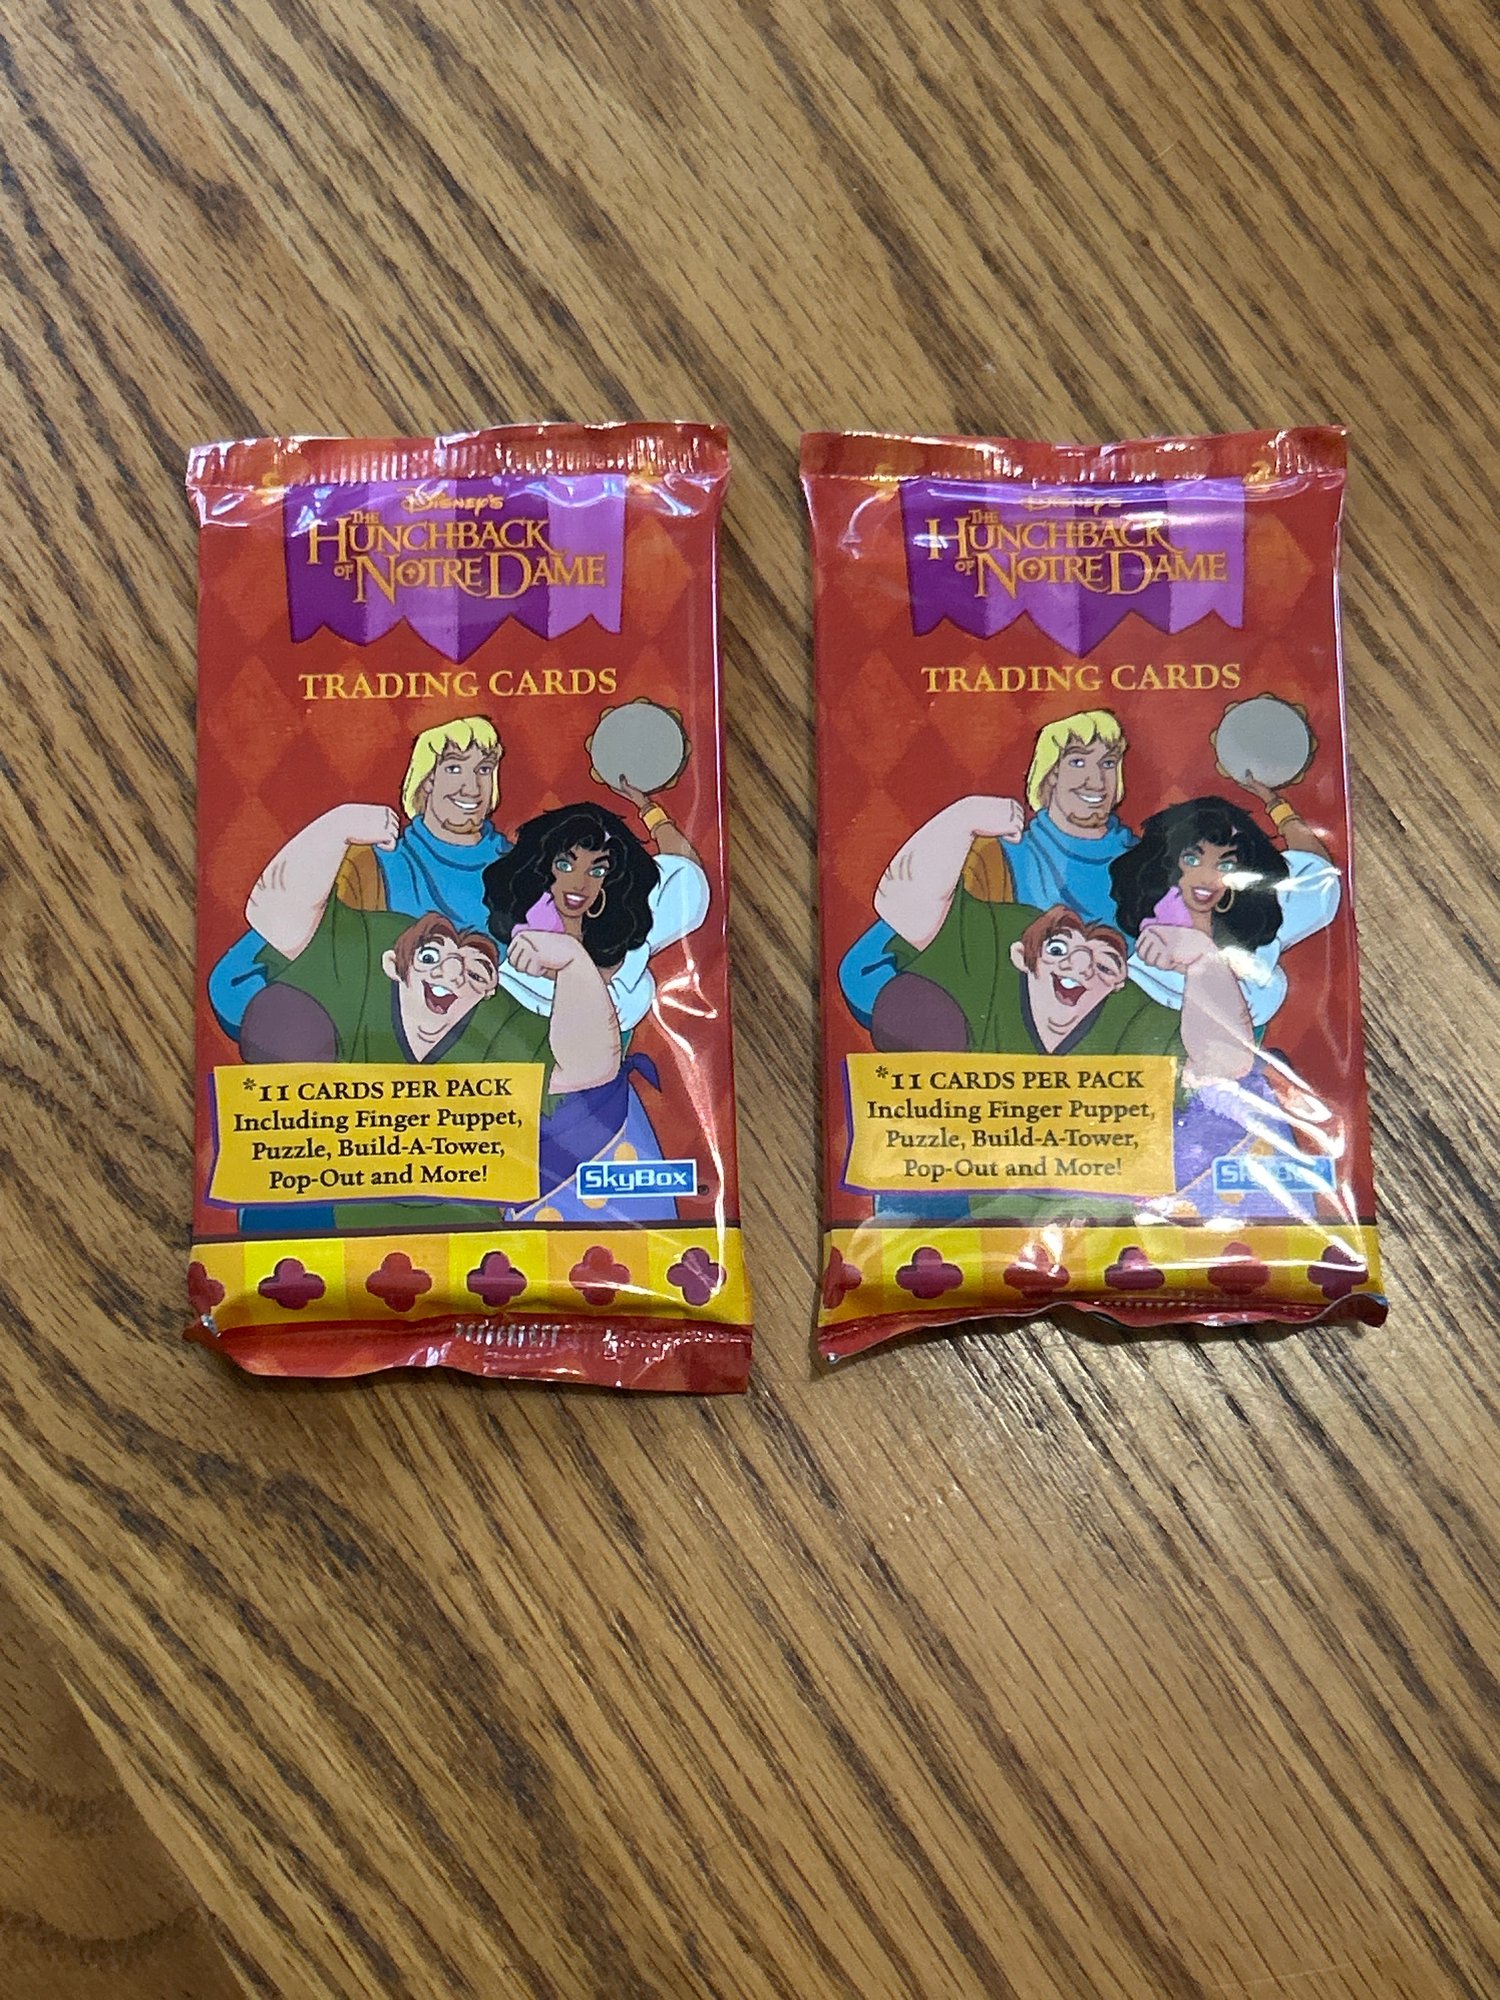 Disney's
THE
HUNCHBACK
OF NOTRE DAME
TRADING CARDS
*11 CARDS PER PACK
Including Finger Puppet,
Puzzle, Build-A-Tower,
Pop-Out and More!
SkyBox
Disney's
THE
HUNCHBACK
OF NOTRE DAME
TRADING CARDS
*11 CARDS PER PACK
Including Finger Puppet,
Puzzle, Build-A-Tower,
Pop-Out and More!
SkyBox